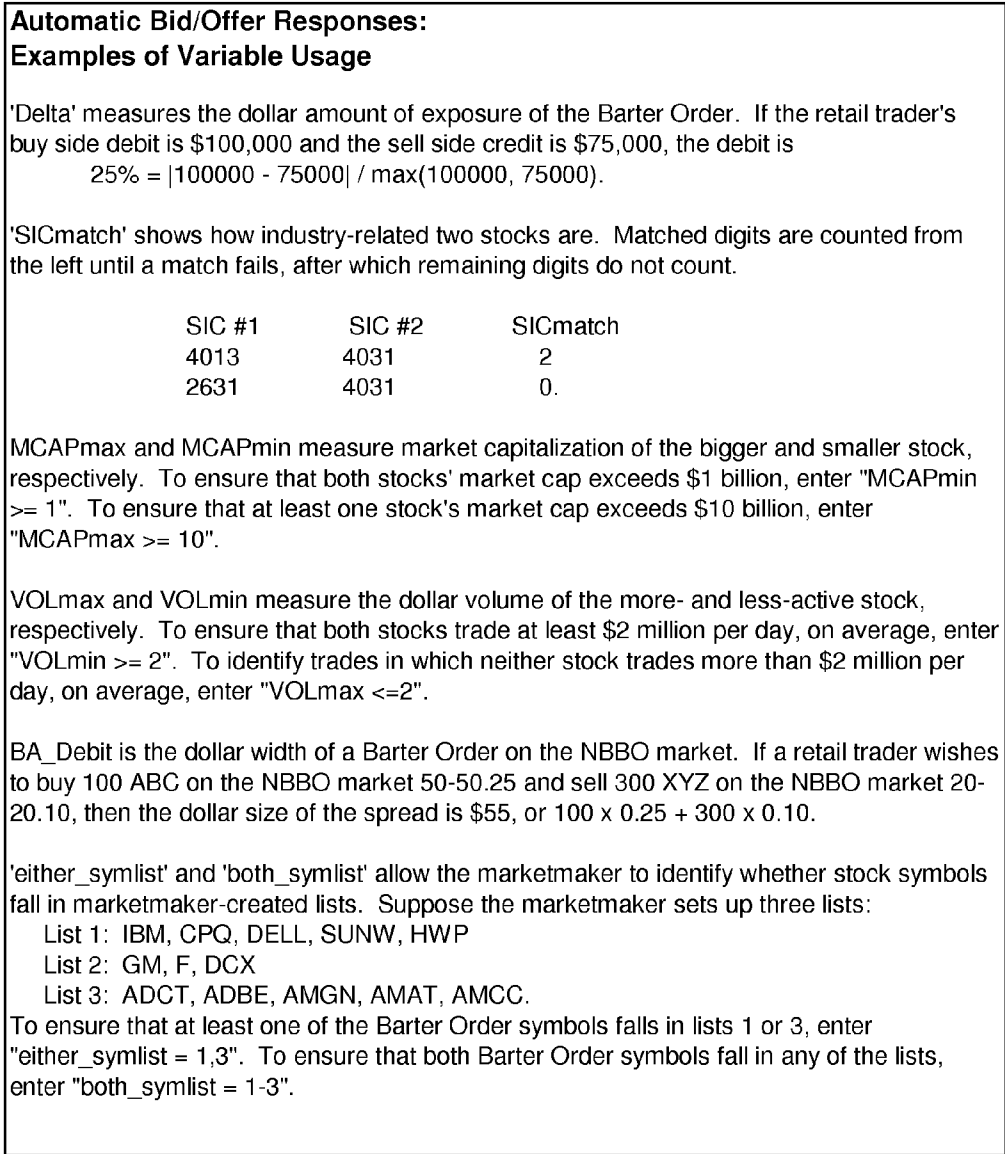 Automatic Bid/Offer Responses:
Examples of Variable Usage
'Delta' measures the dollar amount of exposure of the Barter Order.  If the retail trader's
buy side debit is $100,000 and the sell side credit is $75,000, the debit is
25% = |100000 - 75000| / max(100000, 75000).
'SICmatch' shows how industry-related two stocks are.  Matched digits are counted from
the left until a match fails, after which remaining digits do not count.
SIC #1 SIC #2 SICmatch
4013 4031 2
2631 4031 0.
MCAPmax and MCAPmin measure market capitalization of the bigger and smaller stock,
respectively.  To ensure that both stocks' market cap exceeds $1 billion, enter "MCAPmin
>= 1".  To ensure that at least one stock's market cap exceeds $10 billion, enter
"MCAPmax >= 10".
VOLmax and VOLmin measure the dollar volume of the more- and less-active stock,
respectively.  To ensure that both stocks trade at least $2 million per day, on average, enter
"VOLmin >= 2".  To identify trades in which neither stock trades more than $2 million per
day, on average, enter "VOLmax <=2".
BA_Debit is the dollar width of a Barter Order on the NBBO market.  If a retail trader wishes
to buy 100 ABC on the NBBO market 50-50.25 and sell 300 XYZ on the NBBO market 20-
20.10, then the dollar size of the spread is $55, or 100 x 0.25 + 300 x 0.10.
'either_symlist' and 'both_symlist' allow the marketmaker to identify whether stock symbols
fall in marketmaker-created lists.  Suppose the marketmaker sets up three lists:
List 1:  IBM, CPQ, DELL, SUNW, HWP
List 2:  GM, F, DCX
List 3:  ADCT, ADBE, AMGN, AMAT, AMCC.
To ensure that at least one of the Barter Order symbols falls in lists 1 or 3, enter
"either_symlist = 1,3".  To ensure that both Barter Order symbols fall in any of the lists,
enter "both_symlist = 1-3".